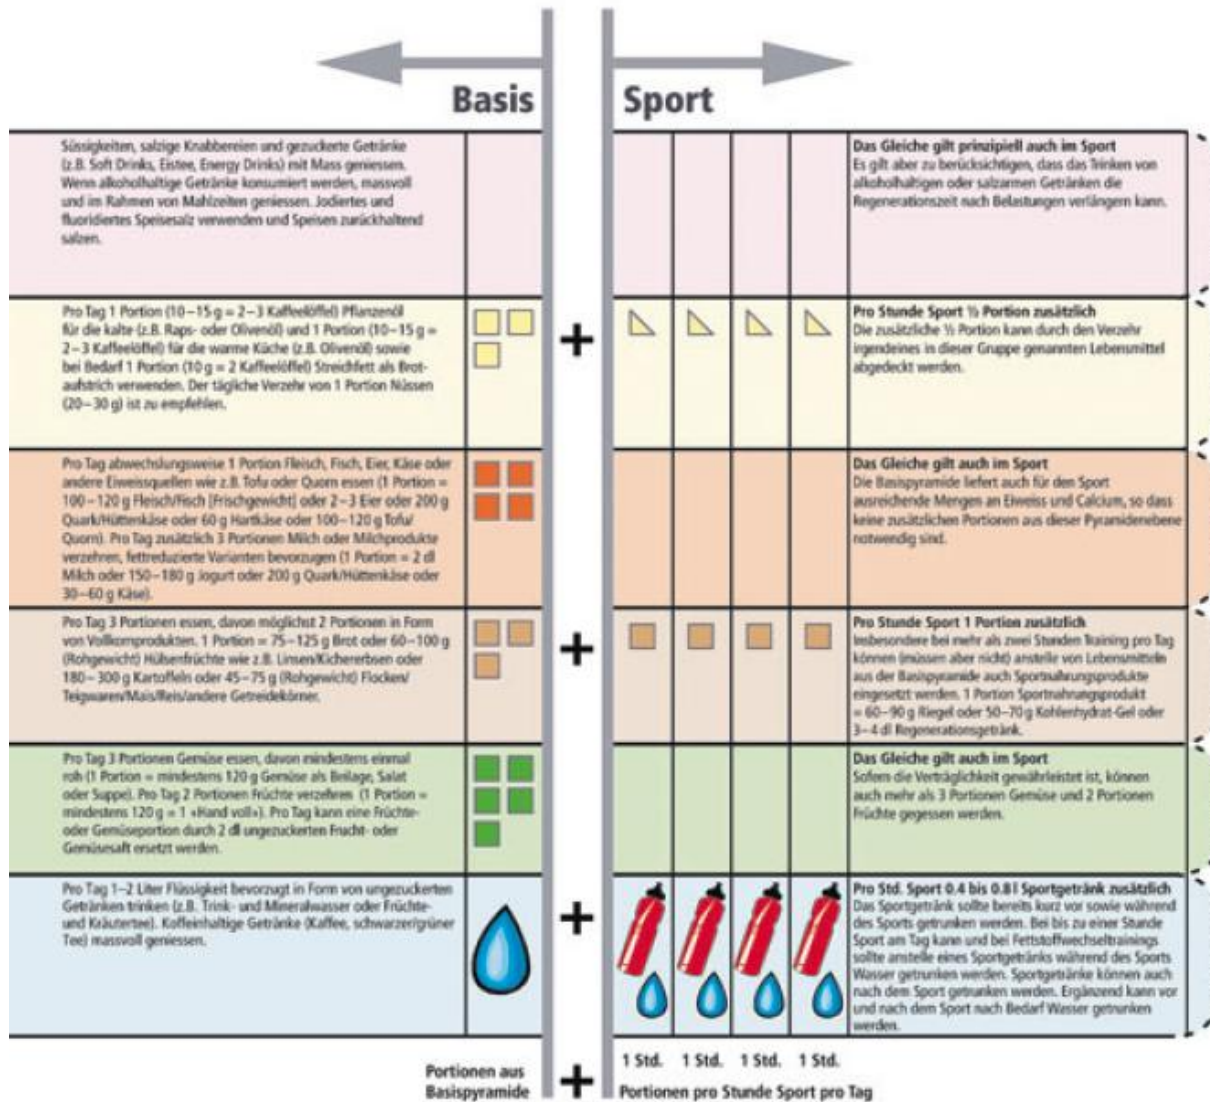 Basis
Sport
Süssigkeiten, salzige Knabbereien und gezuckerte Getränke
(z.B. Soft Drinks, Eistee, Energy Drinks) mit Mass geniessen.
Wenn alkoholhaltige Getränke konsumiert werden, massvoll
und im Rahmen von Mahlzeiten geniessen. Jodiertes und
fluoridiertes Speisesalz verwenden und Speisen zurückhaltend
salzen.
Das Gleiche gilt prinzipiell auch im Sport
Es gilt aber zu berücksichtigen, dass das Trinken von
alkoholhaltigen oder salzarmen Getränken die
Regenerationszeit nach Belastungen verlängern kann.
Pro Tag 1 Portion (10–15 g = 2–3 Kaffeelöffel) Pflanzenöl
für die kalte (z.B. Raps- oder Olivenöl) und 1 Portion (10–15 g =
2–3 Kaffeelöffel) für die warme Küche (z.B. Olivenöl) sowie
bei Bedarf 1 Portion (10 g = 2 Kaffeelöffel) Streichfett als Brot-
aufstrich verwenden. Der tägliche Verzehr von 1 Portion Nüssen
(20–30 g) ist zu empfehlen.
+
Pro Stunde Sport ½ Portion zusätzlich
Die zusätzliche ½ Portion kann durch den Verzehr
irgendeines in dieser Gruppe genannten Lebensmittel
abgedeckt werden.
Pro Tag abwechslungsweise 1 Portion Fleisch, Fisch, Eier, Käse oder
andere Eiweissquellen wie z.B. Tofu oder Quorn essen (1 Portion =
100–120 g Fleisch/Fisch [Frischgewicht] oder 2–3 Eier oder 200 g
Quark/Hüttenkäse oder 60 g Hartkäse oder 100–120 g Tofu/
Quorn). Pro Tag zusätzlich 3 Portionen Milch oder Milchprodukte
verzehren, fettreduzierte Varianten bevorzugen (1 Portion = 2 dl
Milch oder 150–180 g Jogurt oder 200 g Quark/Hüttenkäse oder
30–60 g Käse).
Das Gleiche gilt auch im Sport
Die Basispyramide liefert auch für den Sport
ausreichende Mengen an Eiweiss und Calcium, so dass
keine zusätzlichen Portionen aus dieser Pyramidenebene
notwendig sind.
Pro Tag 3 Portionen essen, davon möglichst 2 Portionen in Form
von Vollkornprodukten. 1 Portion = 75–125 g Brot oder 60–100 g
(Rohgewicht) Hülsenfrüchte wie z.B. Linsen/Kichererbsen oder
180–300 g Kartoffeln oder 45–75 g (Rohgewicht) Flocken/
Teigwaren/Mais/Reis/andere Getreidekörner.
+
Pro Stunde Sport 1 Portion zusätzlich
Insbesondere bei mehr als zwei Stunden Training pro Tag
können (müssen aber nicht) anstelle von Lebensmitteln
aus der Basispyramide auch Sportnahrungsprodukte
eingesetzt werden. 1 Portion Sportnahrungsprodukt
= 60–90 g Riegel oder 50–70 g Kohlenhydrat-Gel oder
3–4 dl Regenerationsgetränk.
Pro Tag 3 Portionen Gemüse essen, davon mindestens einmal
roh (1 Portion = mindestens 120 g Gemüse als Beilage, Salat
oder Suppe). Pro Tag 2 Portionen Früchte verzehren (1 Portion =
mindestens 120 g = 1 «Hand voll»). Pro Tag kann eine Früchte-
oder Gemüseportion durch 2 dl ungezuckerten Frucht- oder
Gemüsesaft ersetzt werden.
Das Gleiche gilt auch im Sport
Sofern die Verträglichkeit gewährleistet ist, können
auch mehr als 3 Portionen Gemüse und 2 Portionen
Früchte gegessen werden.
Pro Tag 1–2 Liter Flüssigkeit bevorzugt in Form von ungezuckerten
Getränken trinken (z.B. Trink- und Mineralwasser oder Früchte-
und Kräutertee). Koffeinhaltige Getränke (Kaffee, schwarzer/grüner
Tee) massvoll geniessen.
+
Pro Std. Sport 0.4 bis 0.8 l Sportgetränk zusätzlich
Das Sportgetränk sollte bereits kurz vor sowie während
des Sports getrunken werden. Bei bis zu einer Stunde
Sport am Tag kann und bei Fettstoffwechseltrainings
sollte anstelle eines Sportgetränks während des Sports
Wasser getrunken werden. Sportgetränke können auch
nach dem Sport getrunken werden. Ergänzend kann vor
und nach dem Sport nach Bedarf Wasser getrunken
werden.
Portionen aus
Basispyramide
+
1 Std. 1 Std. 1 Std. 1 Std.
Portionen pro Stunde Sport pro Tag